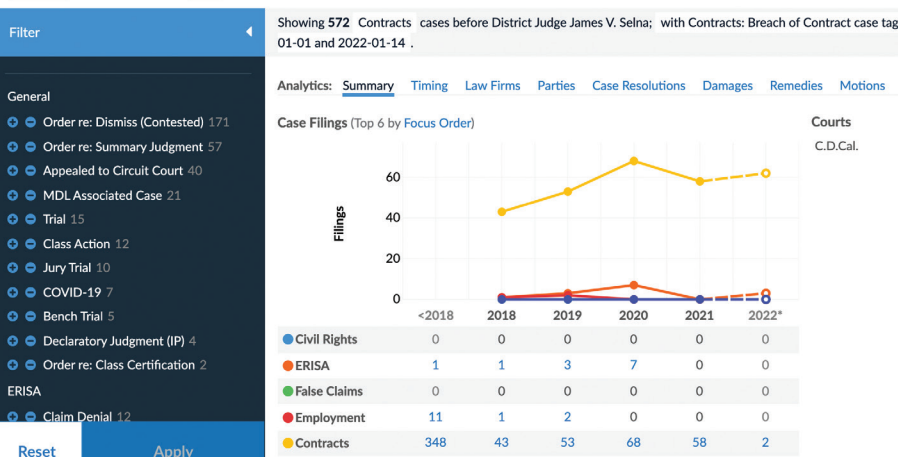 Filter
Showing 572 Contracts cases before District Judge James V. Selna; with Contracts: Breach of Contract case tag
01-01 and 2022-01-14 .
Analytics: Summary Timing Law Firms Parties Case Resolutions Damages Remedies Motions
General
Order re: Dismiss (Contested) 171
Order re: Summary Judgment 57
Appealed to Circuit Court 40
MDL Associated Case 21
Trial 15
Class Action 12
Jury Trial 10
COVID-19 7
Bench Trial 5
Declaratory Judgment (IP) 4
Order re: Class Certification 2
ERISA
Claim Denial 12
Reset Apply
Case Filings (Top 6 by Focus Order)
Filings
60
40
20
0
<2018 2018 2019 2020 2021 2022*
Civil Rights 0 0 0 0 0 0
ERISA 1 1 3 7 0 0
False Claims 0 0 0 0 0 0
Employment 11 1 2 0 0 0
Contracts 348 43 53 68 58 2
Courts
C.D.Cal.